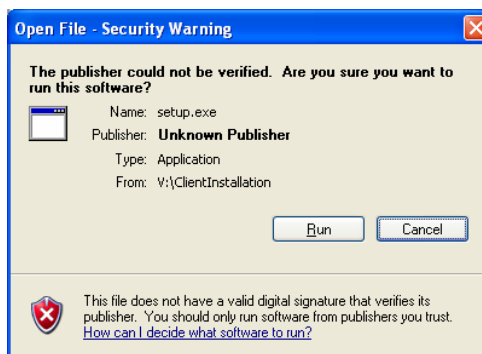 Open File - Security Warning
The publisher could not be verified.  Are you sure you want to
run this software?
Name: setup.exe
Publisher: Unknown Publisher
Type: Application
From: V:\ClientInstallation
Run Cancel
This file does not have a valid digital signature that verifies its
publisher.  You should only run software from publishers you trust.
How can I decide what software to run?